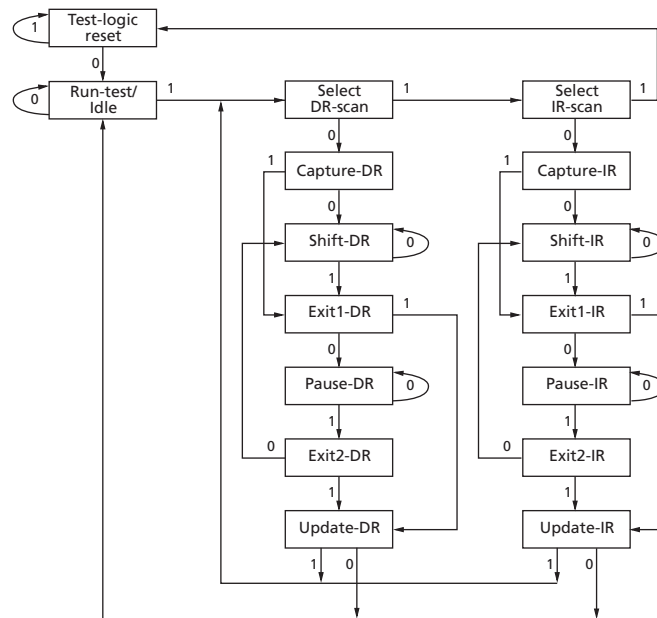 Test-logic
reset
1
0
Run-test/
Idle
0
1
Select
DR-scan
1
Select
IR-scan
1
0
0
1
Capture-DR
1
Capture-IR
0
0
Shift-DR
0
Shift-IR
0
1
1
Exit1-DR
1
Exit1-IR
1
0
0
Pause-DR
0
Pause-IR
0
1
1
0
Exit2-DR
0
Exit2-IR
1
1
Update-DR
Update-IR
1
0
1
0